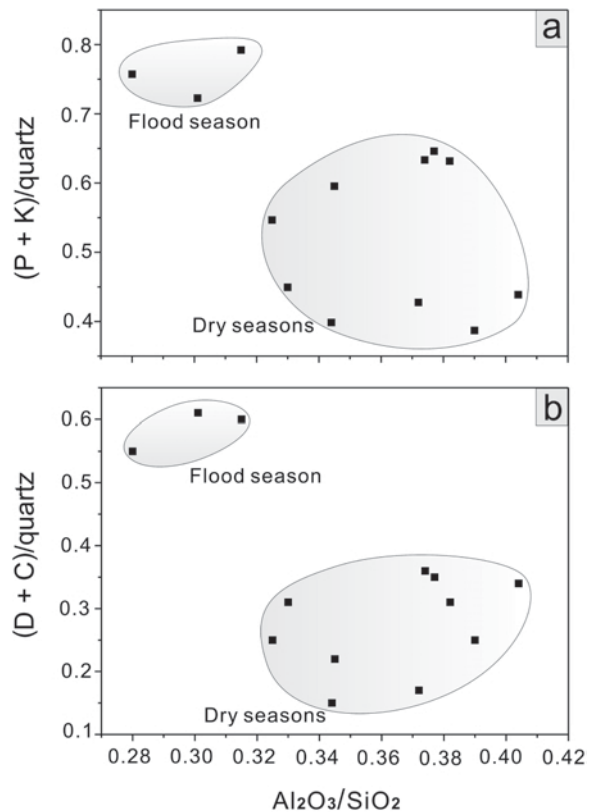 a
0.8
0.7
0.6
0.5
0.4
(P + K)/quartz
Flood season
Dry seasons
b
0.6
0.5
0.4
0.3
0.2
0.1
(D + C)/quartz
Flood season
Dry seasons
0.28 0.30 0.32 0.34 0.36 0.38 0.40 0.42
Al₂O₃/SiO₂